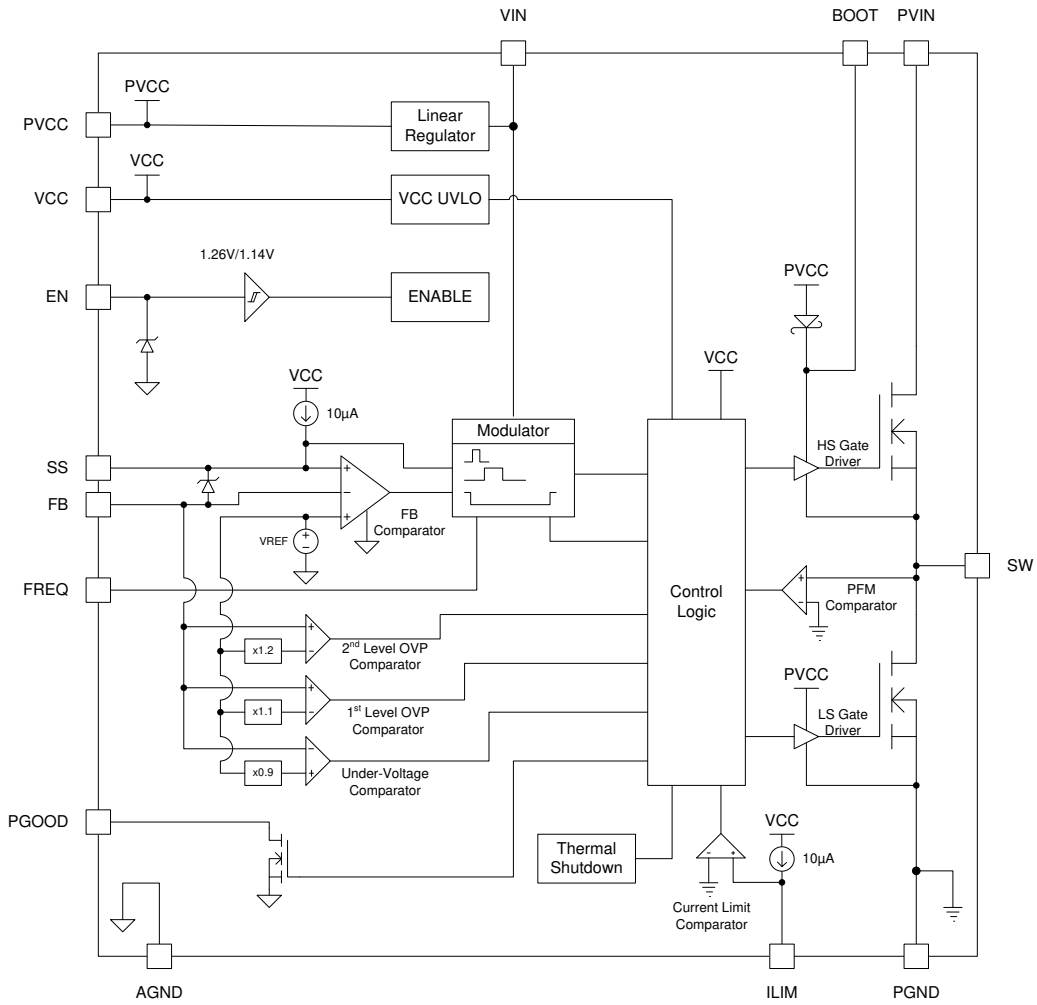 VIN
BOOT
PVIN
PVCC
PVCC
Linear
Regulator
VCC
VCC
VCC UVLO
1.26V/1.14V
EN
ENABLE
PVCC
VCC
VCC
10µA
Modulator
SS
FB
FB
Comparator
VREF
HS Gate
Driver
SW
FREQ
Control
Logic
PFM
Comparator
x1.2
2nd Level OVP
Comparator
x1.1
1st Level OVP
Comparator
x0.9
Under-Voltage
Comparator
PVCC
LS Gate
Driver
PGOOD
Thermal
Shutdown
VCC
10µA
Current Limit
Comparator
AGND
ILIM
PGND